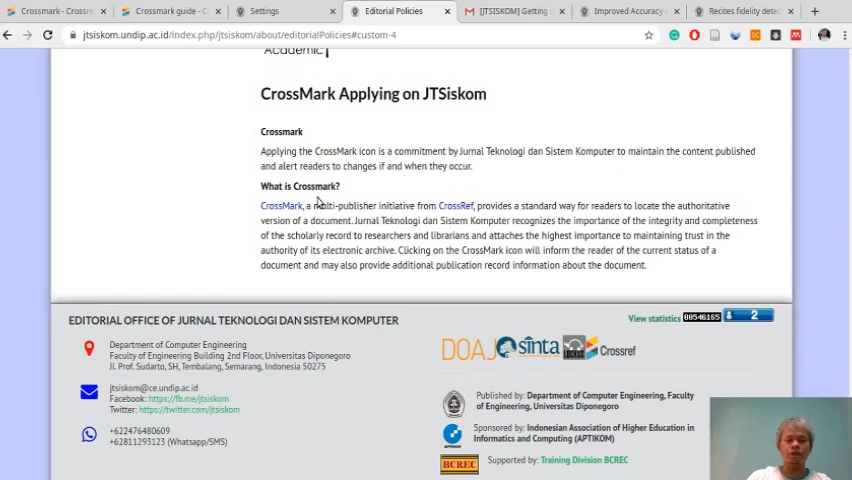 Crossmark - Crossre
Crossmark guide - C
Settings
Editorial Policies
[JTSISKOM] Getting s
Improved Accuracy o
Recites fidelity dete
jtsiskom.undip.ac.id/index.php/jtsiskom/about/editorialPolicies#custom-4
Academic
CrossMark Applying on JTSiskom
Crossmark
Applying the CrossMark icon is a commitment by Jurnal Teknologi dan Sistem Komputer to maintain the content published
and alert readers to changes if and when they occur.
What is Crossmark?
CrossMark, a multi-publisher initiative from CrossRef, provides a standard way for readers to locate the authoritative
version of a document. Jurnal Teknologi dan Sistem Komputer recognizes the importance of the integrity and completeness
of the scholarly record to researchers and librarians and attaches the highest importance to maintaining trust in the
authority of its electronic archive. Clicking on the CrossMark icon will inform the reader of the current status of a
document and may also provide additional publication record information about the document.
EDITORIAL OFFICE OF JURNAL TEKNOLOGI DAN SISTEM KOMPUTER
Department of Computer Engineering
Faculty of Engineering Building 2nd Floor, Universitas Diponegoro
Jl. Prof. Sudarto, SH, Tembalang, Semarang, Indonesia 50275
jtsiskom@ce.undip.ac.id
Facebook: https://fb.me/jtsiskom
Twitter: https://twitter.com/jtsiskom
+622476480609
+62811293123 (Whatsapp/SMS)
View statistics 00546165 2
DOAJ sinta LOCKSS Crossref
Published by: Department of Computer Engineering, Faculty
of Engineering, Universitas Diponegoro
Sponsored by: Indonesian Association of Higher Education in
Informatics and Computing (APTIKOM)
APTIKOM
BCREC Supported by: Training Division BCREC